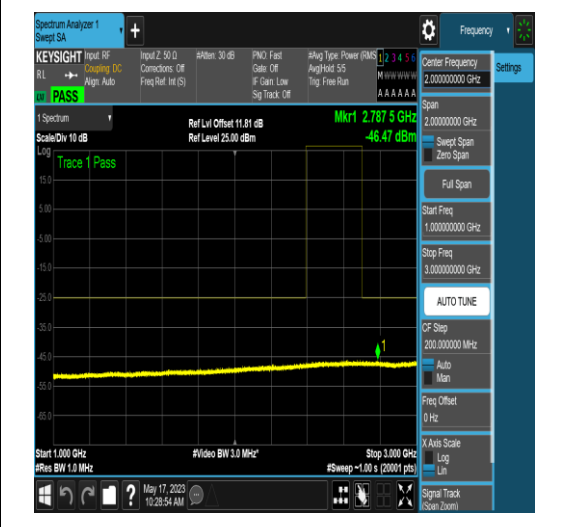 Spectrum Analyzer 1
Swept SA
+
Frequency
KEYSIGHT
RL
PASS
Input: RF
Coupling: DC
Align: Auto
Input Z: 50 Ω
Corrections: Off
Freq Ref: Int (S)
#Atten: 30 dB
PNO: Fast
Gate: Off
IF Gain: Low
Sig Track: Off
#Avg Type: Power (RMS
Avg|Hold: 5/5
Trig: Free Run
1 2 3 4 5 6
M W W W W W
A A A A A A
1 Spectrum
Scale/Div 10 dB
Ref Lvl Offset 11.81 dB
Ref Level 25.00 dBm
Mkr1 2.787 5 GHz
-46.47 dBm
Log
Trace 1 Pass
15.0
5.00
-5.00
-15.0
-25.0
-35.0
-45.0
-55.0
-65.0
1
Start 1.000 GHz
#Res BW 1.0 MHz
#Video BW 3.0 MHz*
Stop 3.000 GHz
#Sweep ~1.00 s (20001 pts)
?
May 17, 2023
10:28:54 AM
Center Frequency
2.000000000 GHz
Span
2.00000000 GHz
Swept Span
Zero Span
Full Span
Start Freq
1.000000000 GHz
Stop Freq
3.000000000 GHz
AUTO TUNE
CF Step
200.000000 MHz
Auto
Man
Freq Offset
0 Hz
X Axis Scale
Log
Lin
Signal Track
(Span Zoom)
Settings